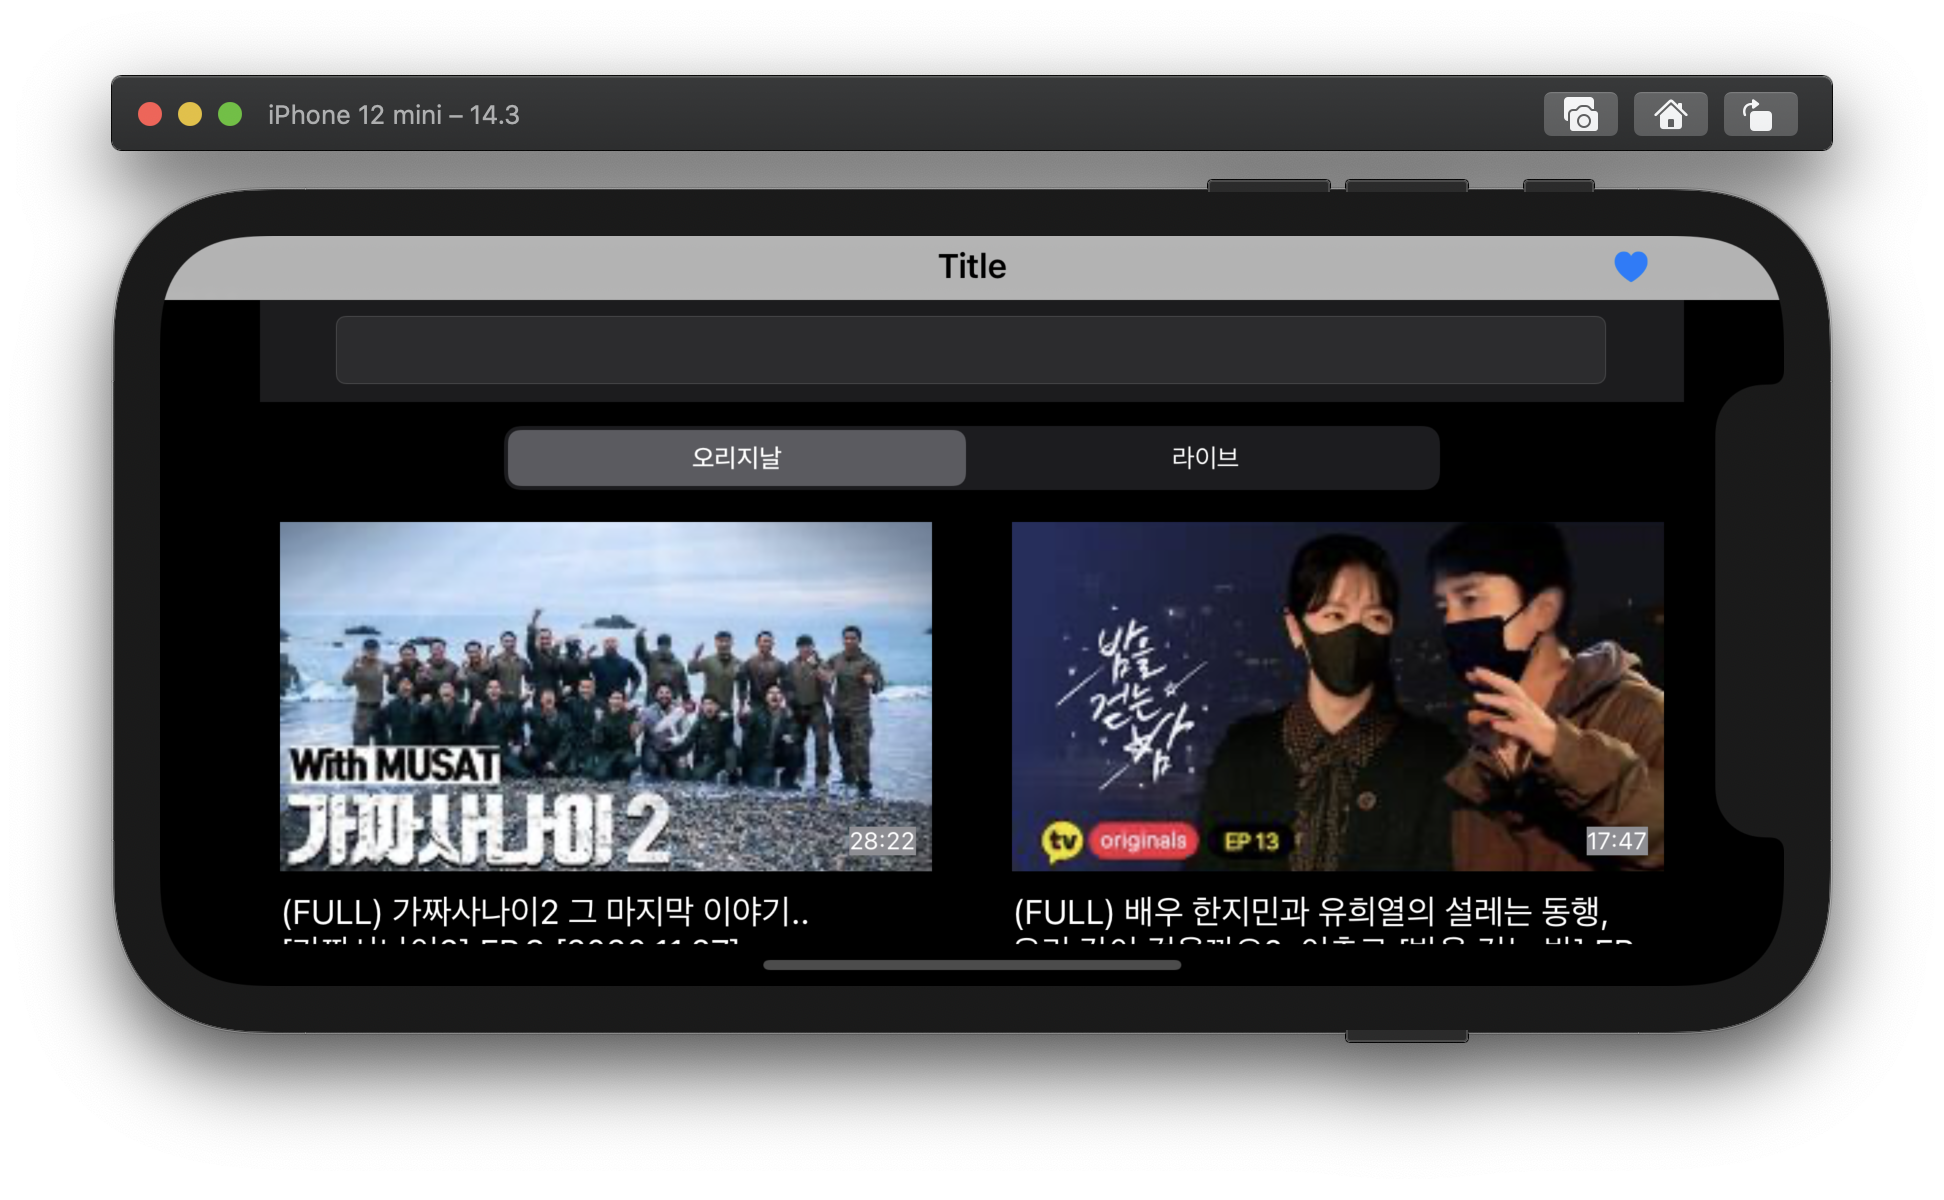 iPhone 12 mini – 14.3
Title
오리지날
라이브
With MUSAT
가짜사나이2
28:22
밤을
걷는
밤
tv originals EP 13
17:47
(FULL) 가짜사나이2 그 마지막 이야기..
(FULL) 배우 한지민과 유희열의 설레는 동행,